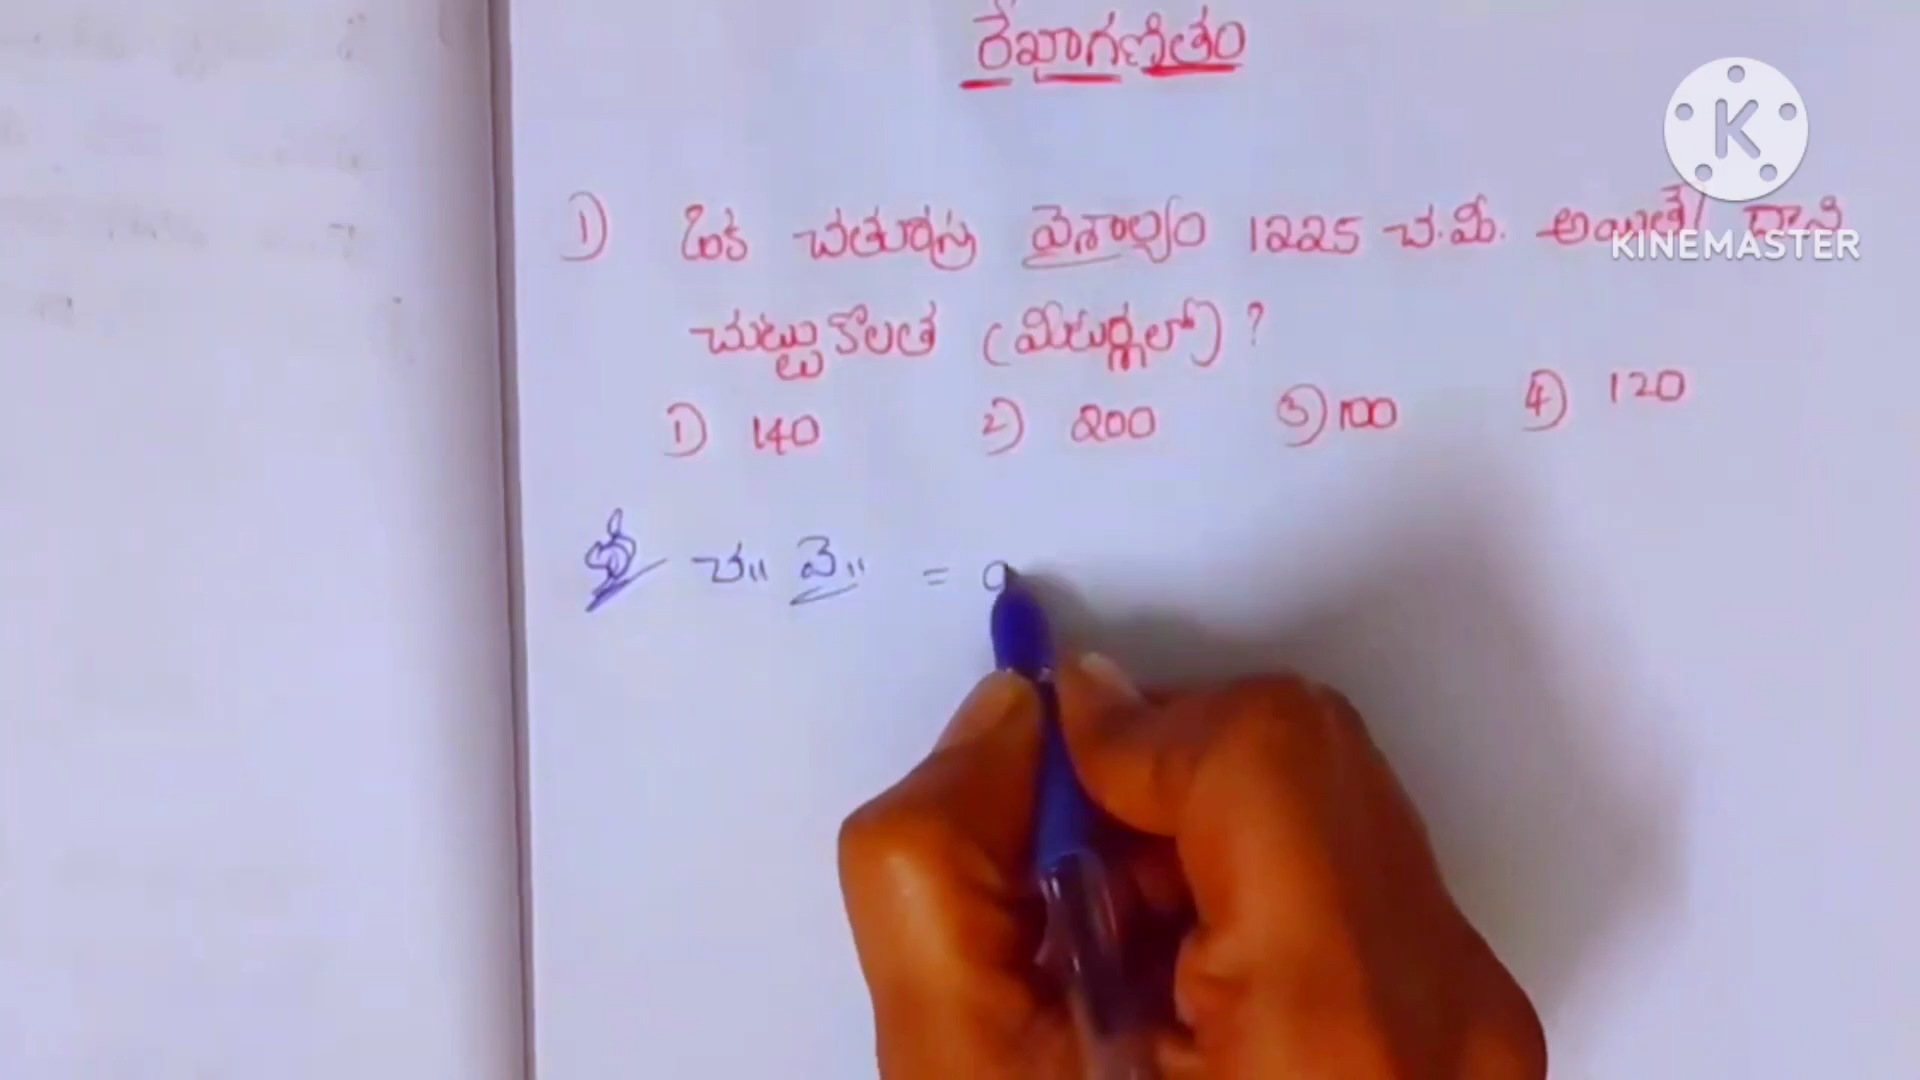 రేఖాగణితం
K
KINEMASTER
1) ఒక చతురస్ర వైశాల్యం 1225 చ.మీ. అయితే దాని
చుట్టుకొలత (మీటర్లలో) ?
1) 140 2) 200 3) 100 4) 120
చ॥ వై॥ = a